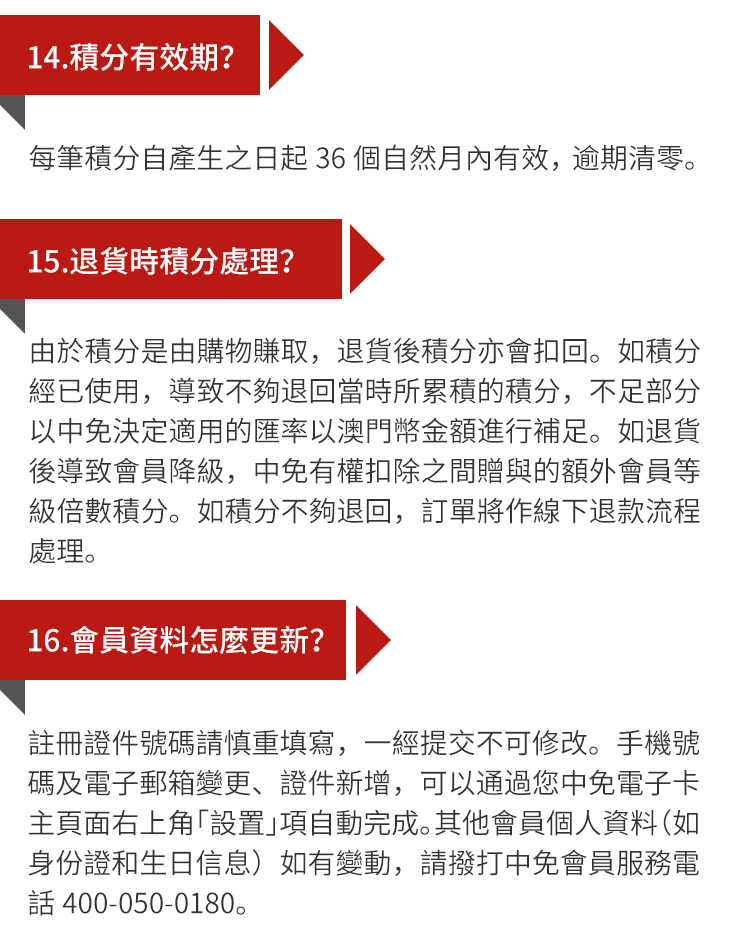 14.積分有效期？
每筆積分自產生之日起 36 個自然月內有效，逾期清零。
15.退貨時積分處理？
由於積分是由購物賺取，退貨後積分亦會扣回。如積分
經已使用，導致不夠退回當時所累積的積分，不足部分
以中免決定適用的匯率以澳門幣金額進行補足。如退貨
後導致會員降級，中免有權扣除之間贈與的額外會員等
級倍數積分。如積分不夠退回，訂單將作線下退款流程
處理。
16.會員資料怎麼更新？
註冊證件號碼請慎重填寫，一經提交不可修改。手機號
碼及電子郵箱變更、證件新增，可以通過您中免電子卡
主頁面右上角「設置」項自動完成。其他會員個人資料（如
身份證和生日信息）如有變動，請撥打中免會員服務電
話 400-050-0180。